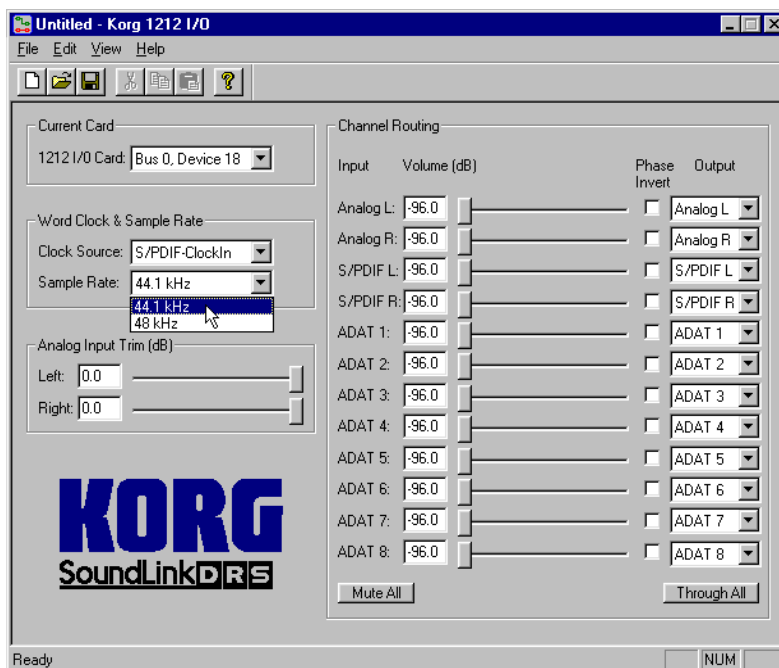 Untitled - Korg 1212 I/O
File Edit View Help
Current Card
1212 I/O Card: Bus 0, Device 18
Word Clock & Sample Rate
Clock Source: S/PDIF-ClockIn
Sample Rate: 44.1 kHz
44.1 kHz
48 kHz
Analog Input Trim (dB)
Left: 0.0
Right: 0.0
KORG
SoundLink DRS
Channel Routing
Input Volume (dB) Phase Invert Output
Analog L: -96.0 Analog L
Analog R: -96.0 Analog R
S/PDIF L: -96.0 S/PDIF L
S/PDIF R: -96.0 S/PDIF R
ADAT 1: -96.0 ADAT 1
ADAT 2: -96.0 ADAT 2
ADAT 3: -96.0 ADAT 3
ADAT 4: -96.0 ADAT 4
ADAT 5: -96.0 ADAT 5
ADAT 6: -96.0 ADAT 6
ADAT 7: -96.0 ADAT 7
ADAT 8: -96.0 ADAT 8
Mute All Through All
Ready NUM